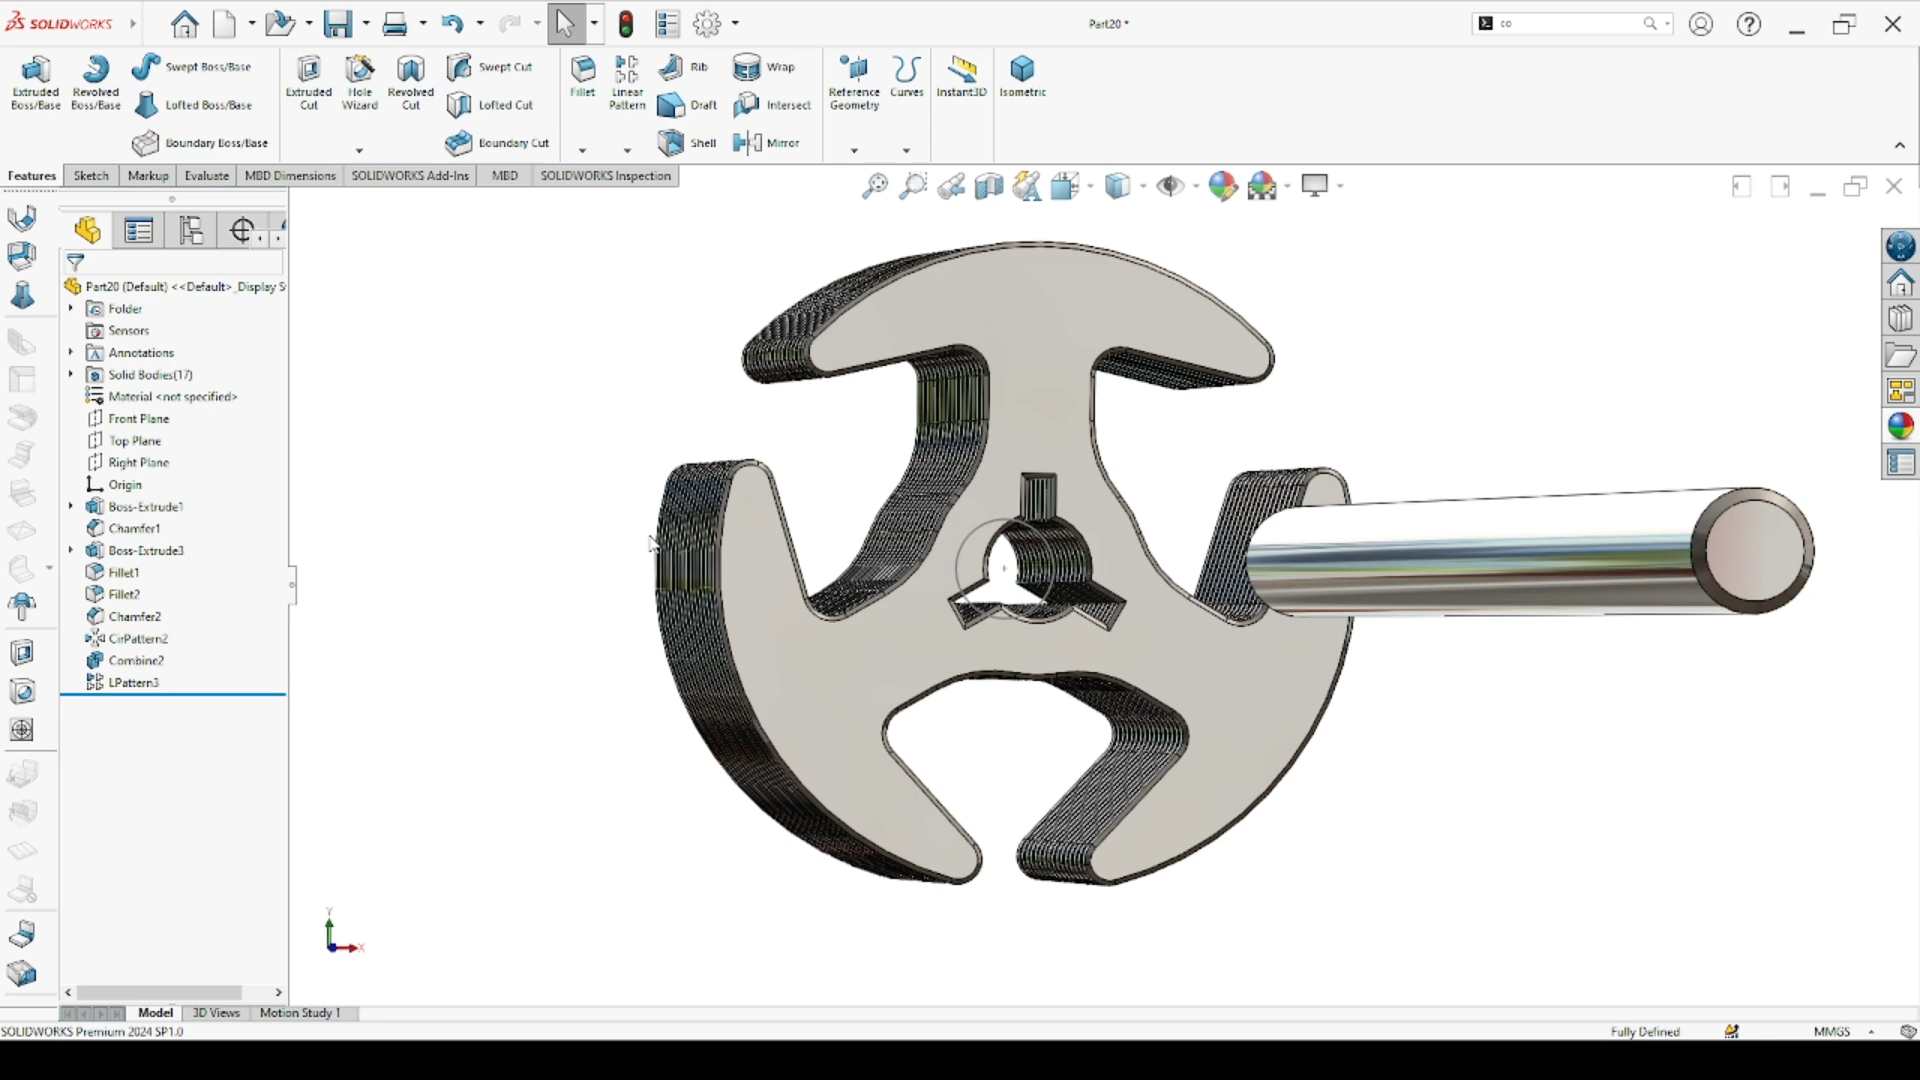 SOLIDWORKS
Part20 *
co
Extruded Boss/Base
Revolved Boss/Base
Swept Boss/Base
Lofted Boss/Base
Boundary Boss/Base
Extruded Cut
Hole Wizard
Revolved Cut
Swept Cut
Lofted Cut
Boundary Cut
Fillet
Linear Pattern
Rib
Draft
Shell
Wrap
Intersect
Mirror
Reference Geometry
Curves
Instant3D
Isometric
Features
Sketch
Markup
Evaluate
MBD Dimensions
SOLIDWORKS Add-Ins
MBD
SOLIDWORKS Inspection
Part20 (Default) <<Default>_Display S
Folder
Sensors
Annotations
Solid Bodies(17)
Material <not specified>
Front Plane
Top Plane
Right Plane
Origin
Boss-Extrude1
Chamfer1
Boss-Extrude3
Fillet1
Fillet2
Chamfer2
CirPattern2
Combine2
LPattern3
Y
X
Model
3D Views
Motion Study 1
SOLIDWORKS Premium 2024 SP1.0
Fully Defined
MMGS